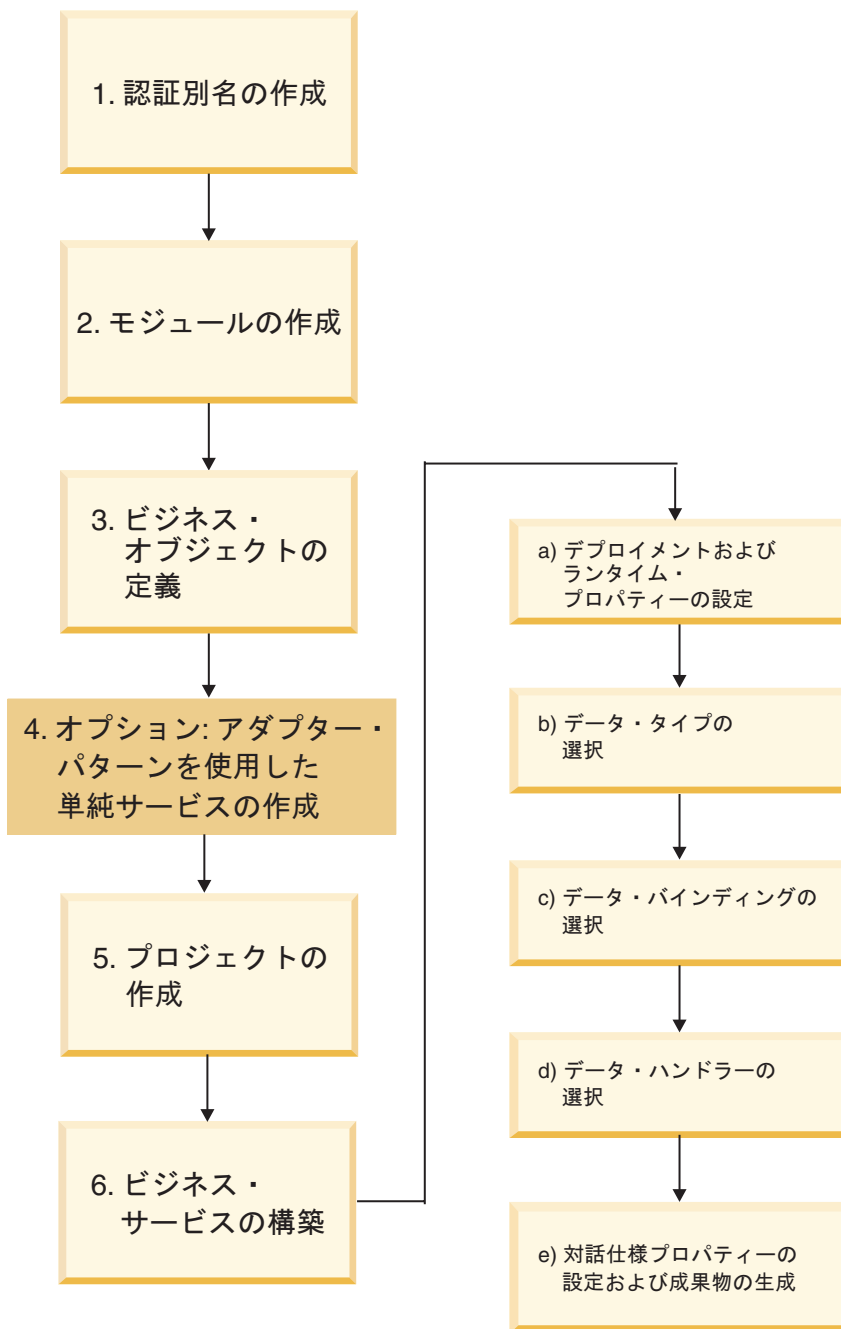 1. 認証別名の作成
2. モジュールの作成
3. ビジネス・
オブジェクトの
定義
4. オプション: アダプター・
パターンを使用した
単純サービスの作成
5. プロジェクトの
作成
6. ビジネス・
サービスの構築
a) デプロイメントおよび
ランタイム・
プロパティーの設定
b) データ・タイプの
選択
c) データ・バインディングの
選択
d) データ・ハンドラーの
選択
e) 対話仕様プロパティーの
設定および成果物の生成